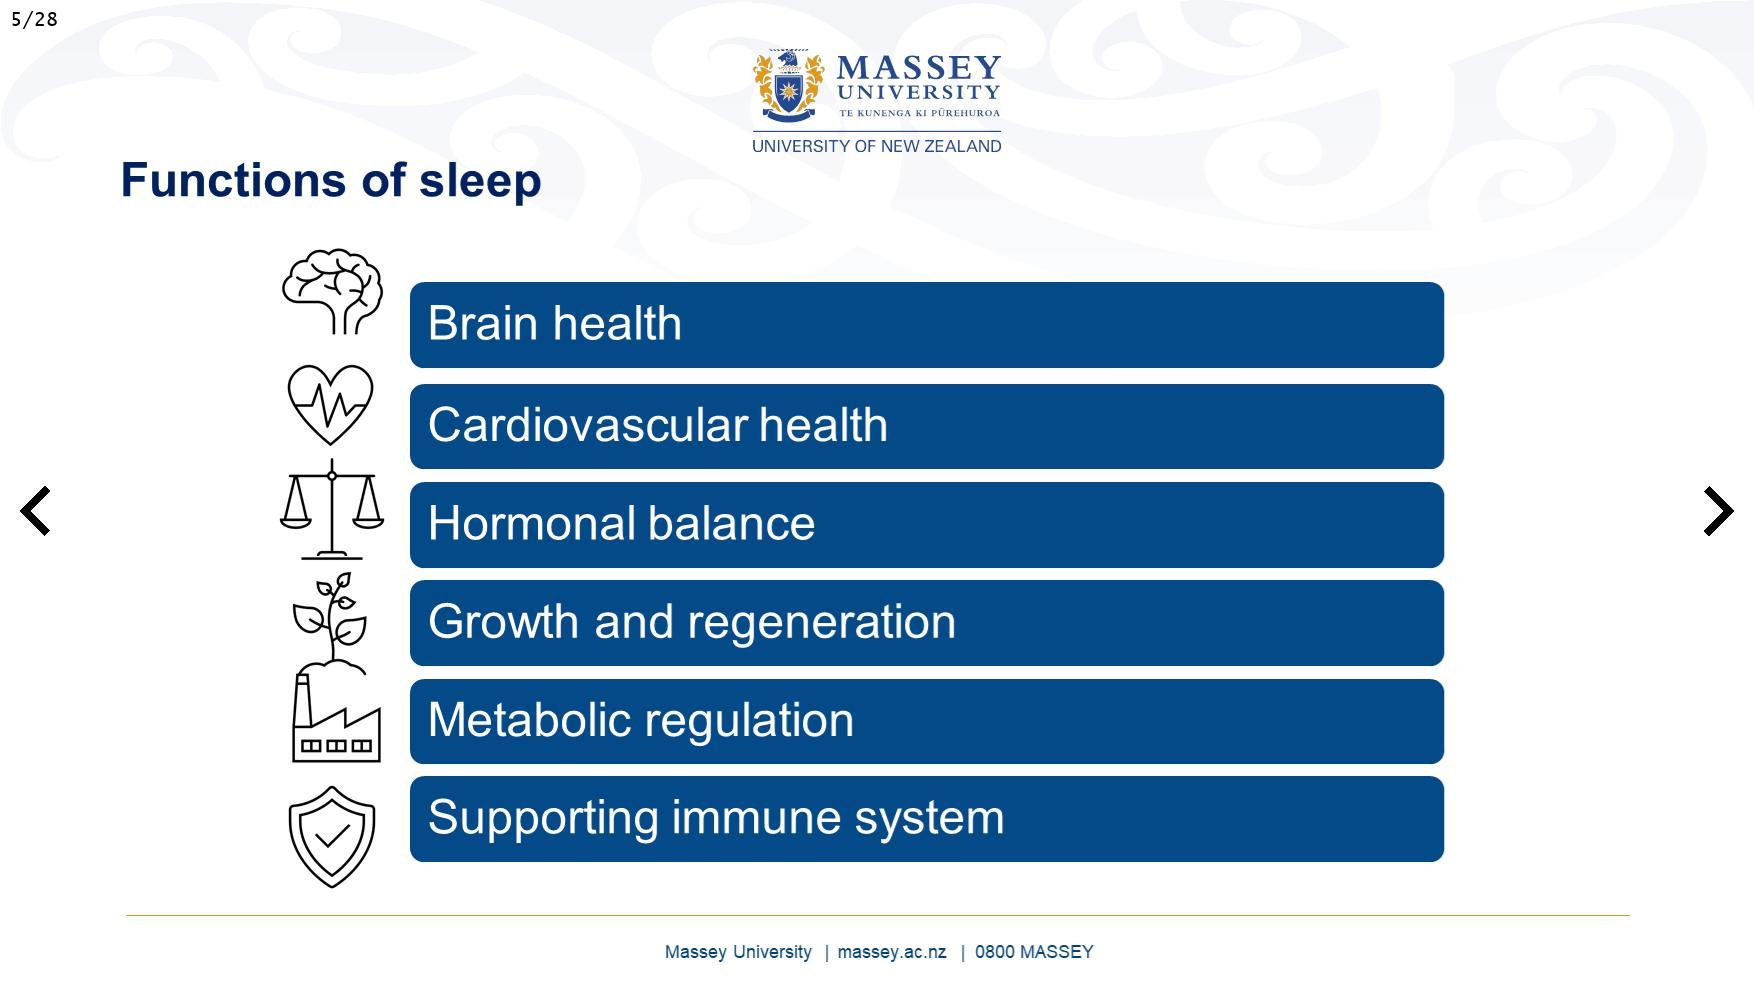 5/28
MASSEY
UNIVERSITY
TE KUNENGA KI PŪREHUROA
UNIVERSITY OF NEW ZEALAND
Functions of sleep
Brain health
Cardiovascular health
Hormonal balance
Growth and regeneration
Metabolic regulation
Supporting immune system
Massey University | massey.ac.nz | 0800 MASSEY